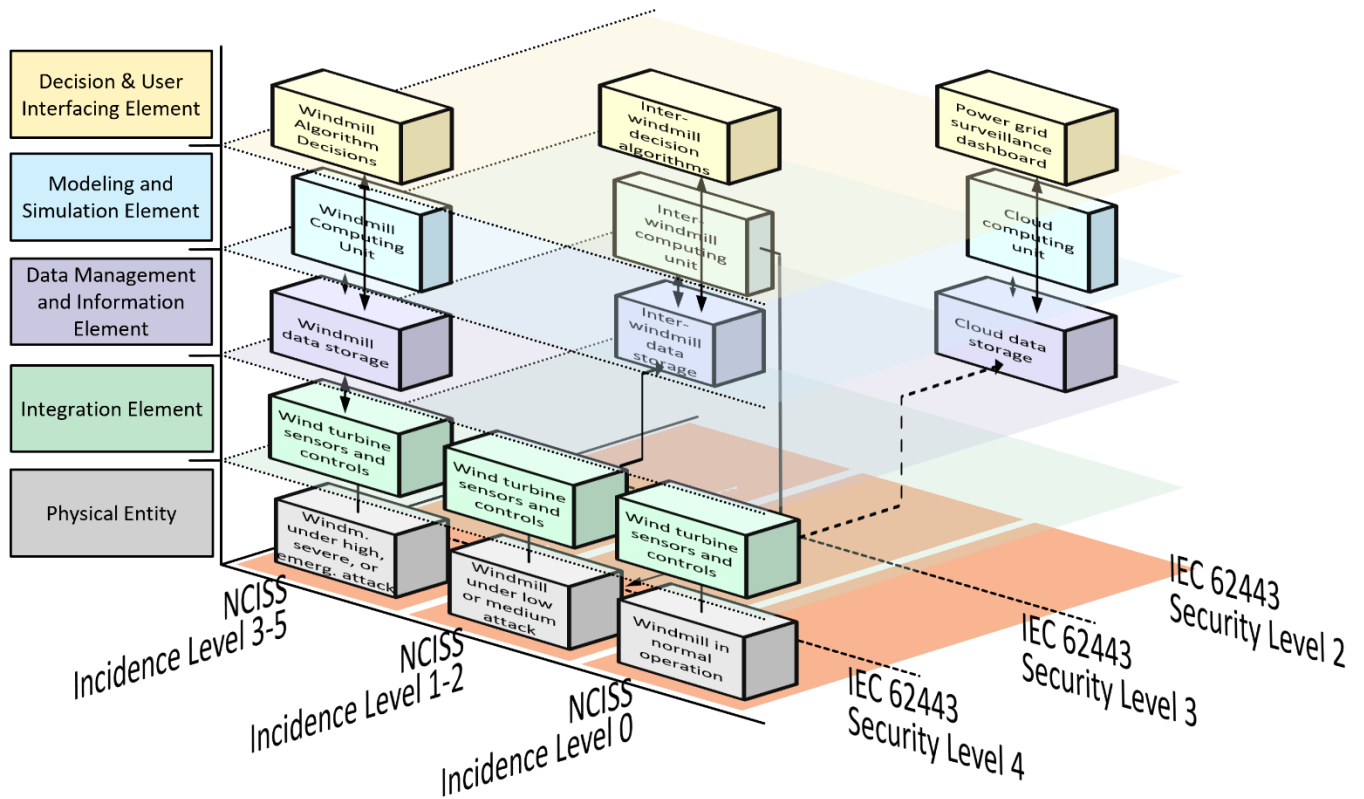 Decision & User
Interfacing Element
Modeling and
Simulation Element
Data Management
and Information
Element
Integration Element
Physical Entity
Windmill
Algorithm
Decisions
Inter-
windmill
decision
algorithms
Power grid
surveillance
dashboard
Windmill
Computing
Unit
Inter-
windmill
computing
unit
Cloud
computing
unit
Windmill
data storage
Inter-
windmill
data
storage
Cloud data
storage
Wind turbine
sensors and
controls
Wind turbine
sensors and
controls
Wind turbine
sensors and
controls
Windm.
under high,
severe, or
emerg. attack
Windmill
under low
or medium
attack
Windmill in
normal
operation
NCISS
Incidence Level 3-5
NCISS
Incidence Level 1-2
NCISS
Incidence Level 0
IEC 62443
Security Level 4
IEC 62443
Security Level 3
IEC 62443
Security Level 2